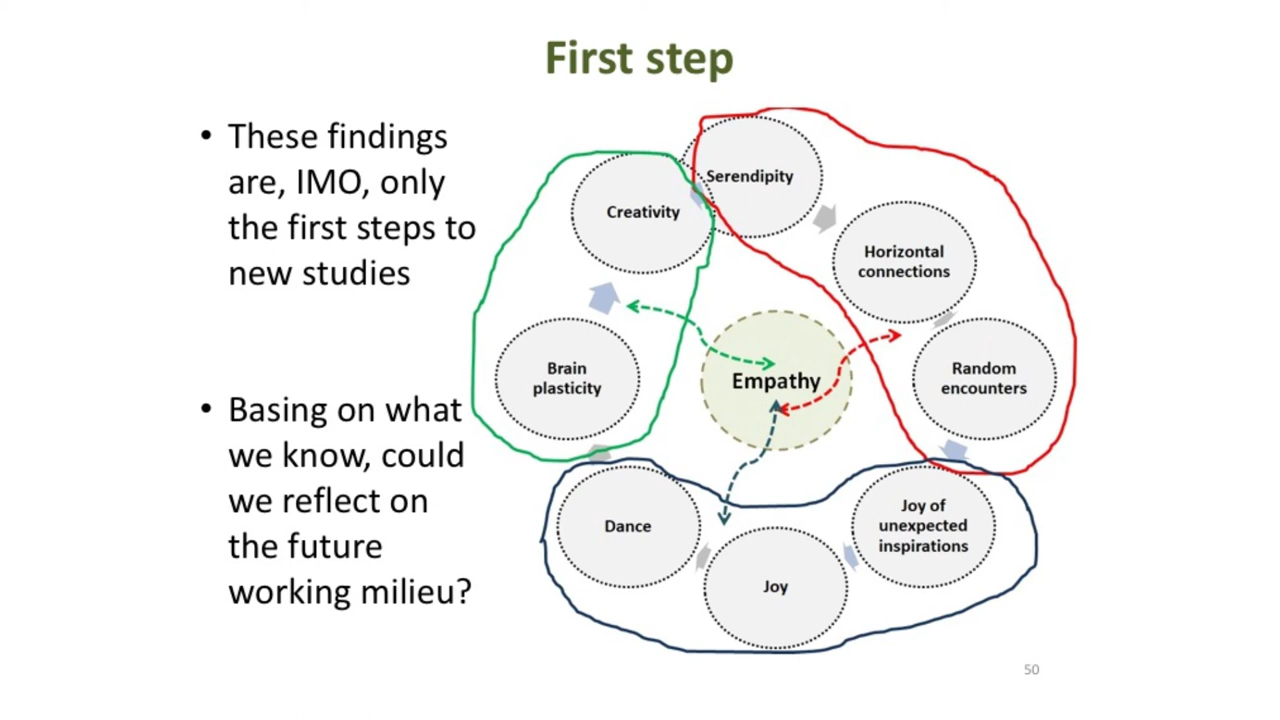 First step
• These findings
are, IMO, only
the first steps to
new studies
• Basing on what
we know, could
we reflect on
the future
working milieu?
Serendipity
Creativity
Horizontal
connections
Brain
plasticity
Empathy
Random
encounters
Dance
Joy
Joy of
unexpected
inspirations
50